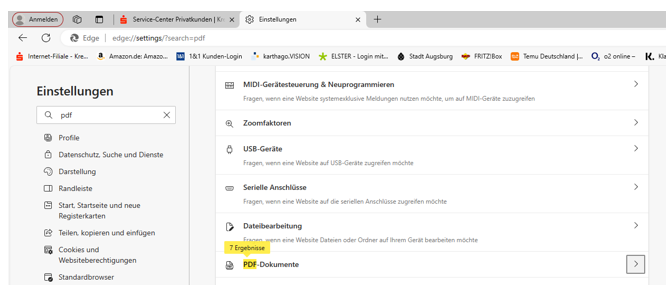 Anmelden
Service-Center Privatkunden | Kre
Einstellungen
Edge
edge://settings/?search=pdf
Internet-Filiale - Kre...
Amazon.de: Amazo...
1&1 Kunden-Login
karthago.VISION
ELSTER - Login mit...
Stadt Augsburg
FRITZ!Box
Temu Deutschland |...
o2 online –
Kla
Einstellungen
pdf
Profile
Datenschutz, Suche und Dienste
Darstellung
Randleiste
Start, Startseite und neue
Registerkarten
Teilen, kopieren und einfügen
Cookies und
Websiteberechtigungen
Standardbrowser
MIDI-Gerätesteuerung & Neuprogrammieren
Fragen, wenn eine Website systemexklusive Meldungen nutzen möchte, um auf MIDI-Geräte zuzugreifen
Zoomfaktoren
USB-Geräte
Fragen, wenn eine Website auf USB-Geräte zugreifen möchte
Serielle Anschlüsse
Fragen, wenn eine Website auf die seriellen Anschlüsse zugreifen möchte
Dateibearbeitung
Fragen, wenn eine Website Dateien oder Ordner auf Ihrem Gerät bearbeiten möchte
7 Ergebnisse
PDF-Dokumente